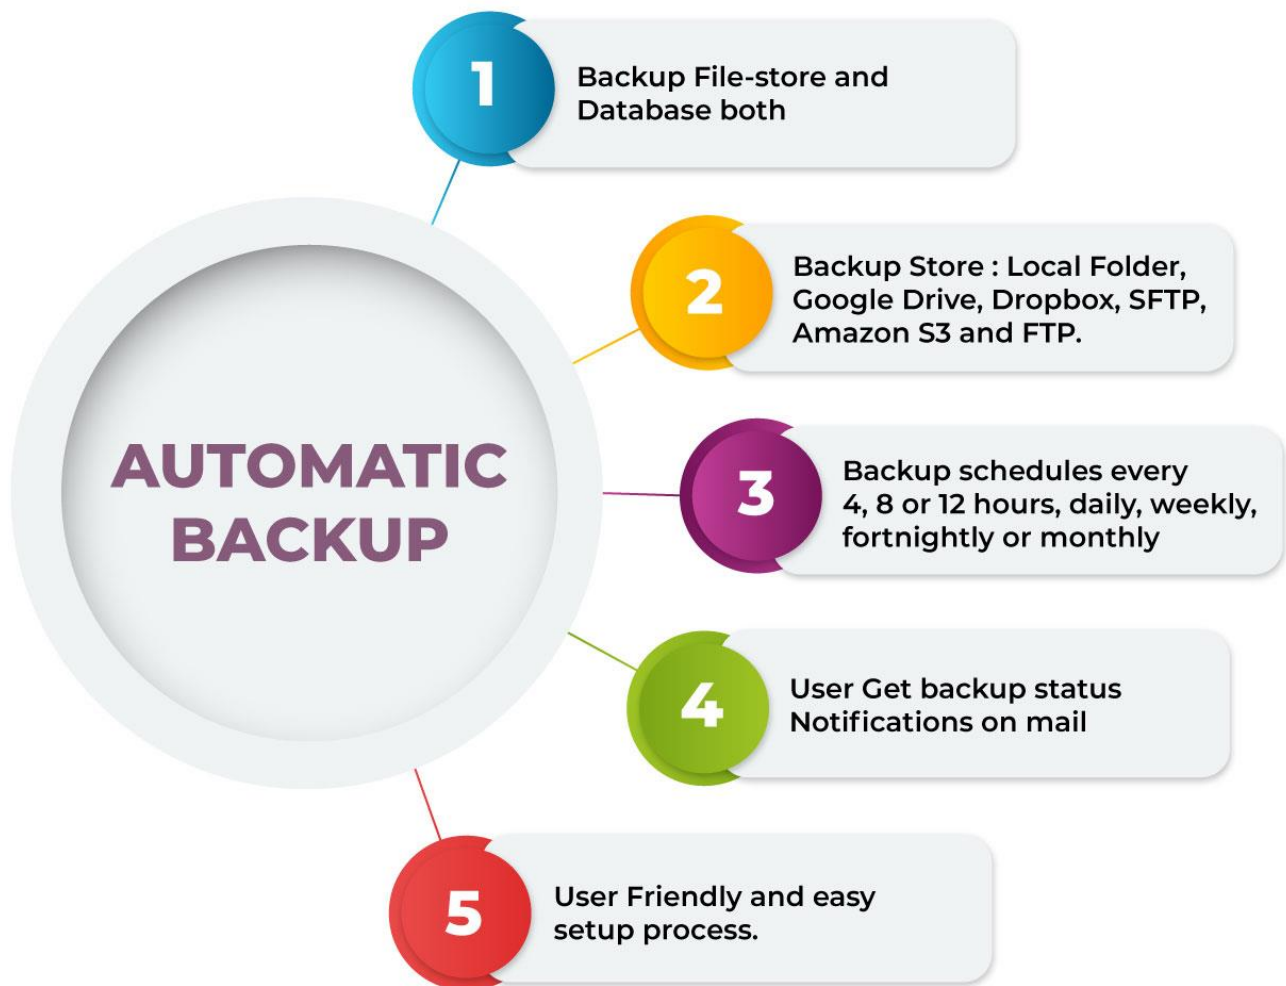 1
Backup File-store and
Database both
2
Backup Store : Local Folder,
Google Drive, Dropbox, SFTP,
Amazon S3 and FTP.
AUTOMATIC
BACKUP
3
Backup schedules every
4, 8 or 12 hours, daily, weekly,
fortnightly or monthly
4
User Get backup status
Notifications on mail
5
User Friendly and easy
setup process.